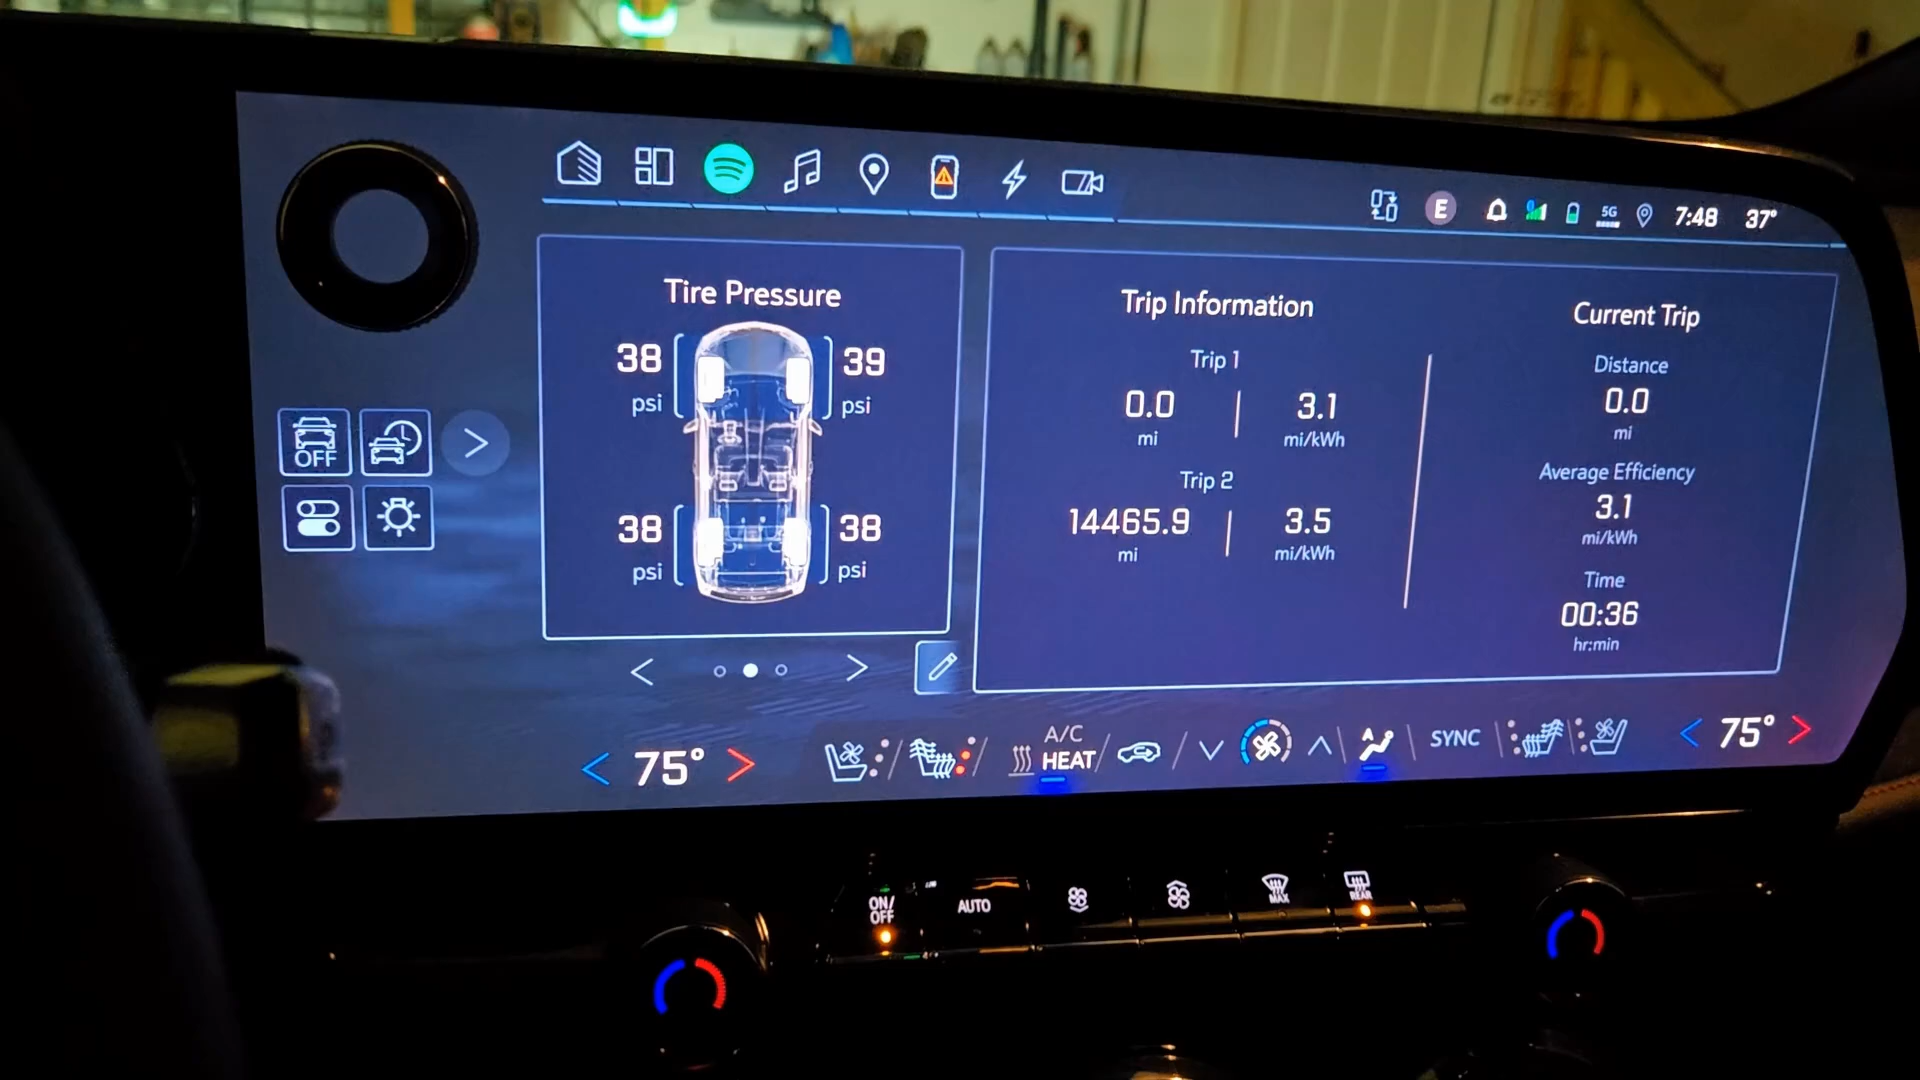 E
5G
7:48
37°
OFF
Tire Pressure
38 psi
39 psi
38 psi
38 psi
Trip Information
Trip 1
0.0 mi
3.1 mi/kWh
Trip 2
14465.9 mi
3.5 mi/kWh
Current Trip
Distance
0.0
mi
Average Efficiency
3.1
mi/kWh
Time
00:36
hr:min
75°
A/C
HEAT
A
SYNC
75°
ON/
OFF
AUTO
MAX
REAR